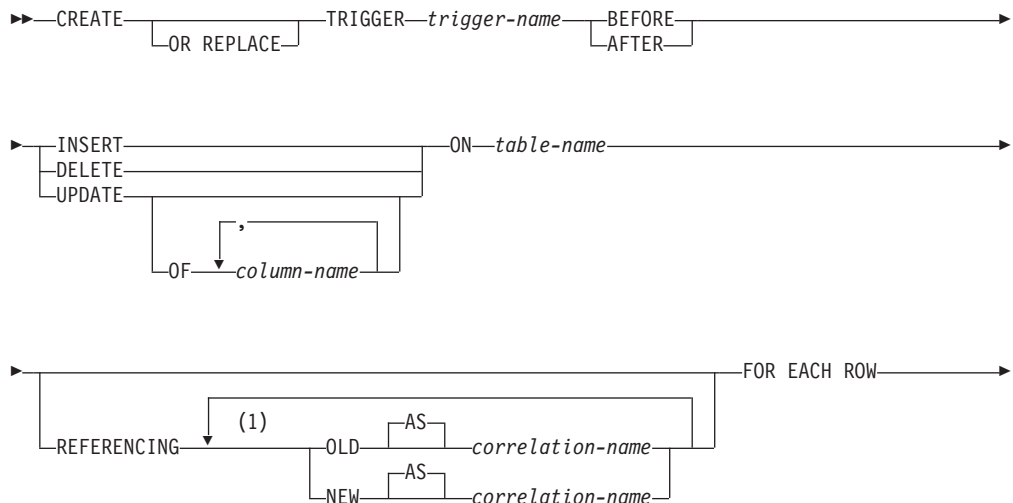 CREATE OR REPLACE TRIGGER trigger-name BEFORE
AFTER
INSERT ON table-name
DELETE
UPDATE
,
OF column-name
FOR EACH ROW
(1)
REFERENCING OLD AS correlation-name
NEW AS correlation-name